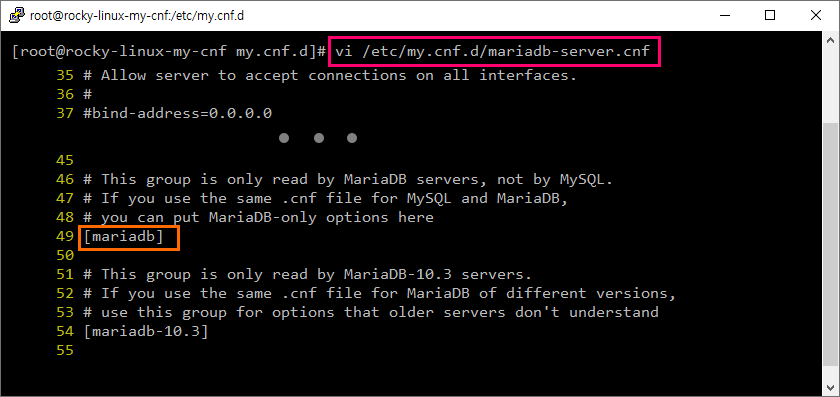 root@rocky-linux-my-cnf:/etc/my.cnf.d
[root@rocky-linux-my-cnf my.cnf.d]# vi /etc/my.cnf.d/mariadb-server.cnf
35 # Allow server to accept connections on all interfaces.
36 #
37 #bind-address=0.0.0.0
45
46 # This group is only read by MariaDB servers, not by MySQL.
47 # If you use the same .cnf file for MySQL and MariaDB,
48 # you can put MariaDB-only options here
49 [mariadb]
50
51 # This group is only read by MariaDB-10.3 servers.
52 # If you use the same .cnf file for MariaDB of different versions,
53 # use this group for options that older servers don't understand
54 [mariadb-10.3]
55